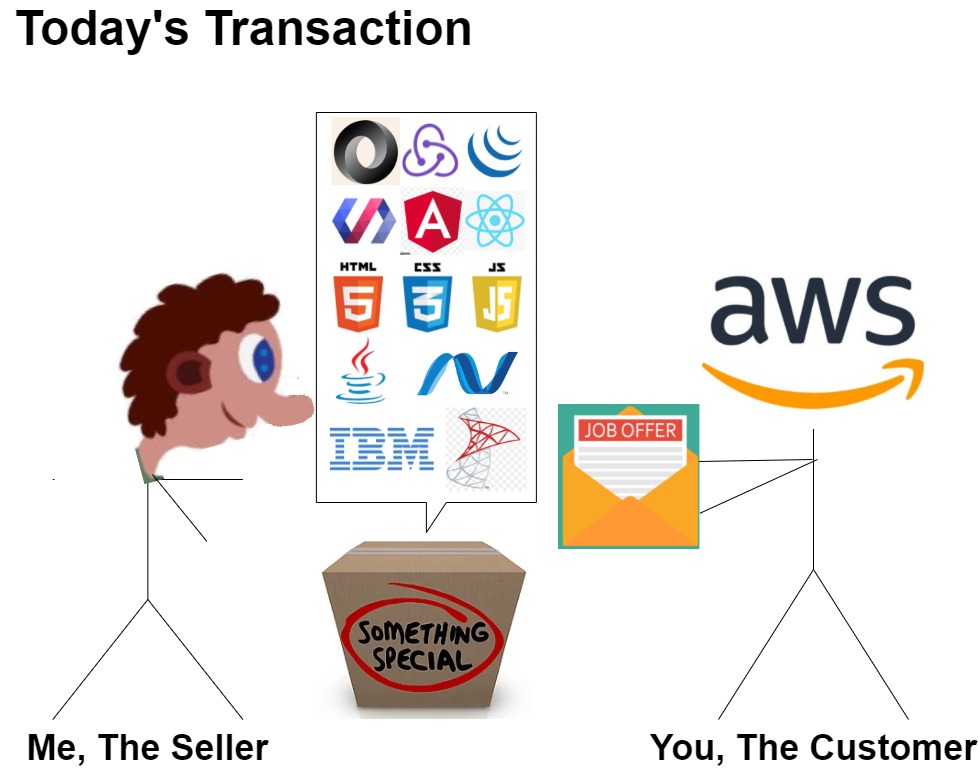 Today's Transaction
HTML
CSS
JS
5
3
JS
IBM
aws
JOB OFFER
SOMETHING
SPECIAL
Me, The Seller
You, The Customer